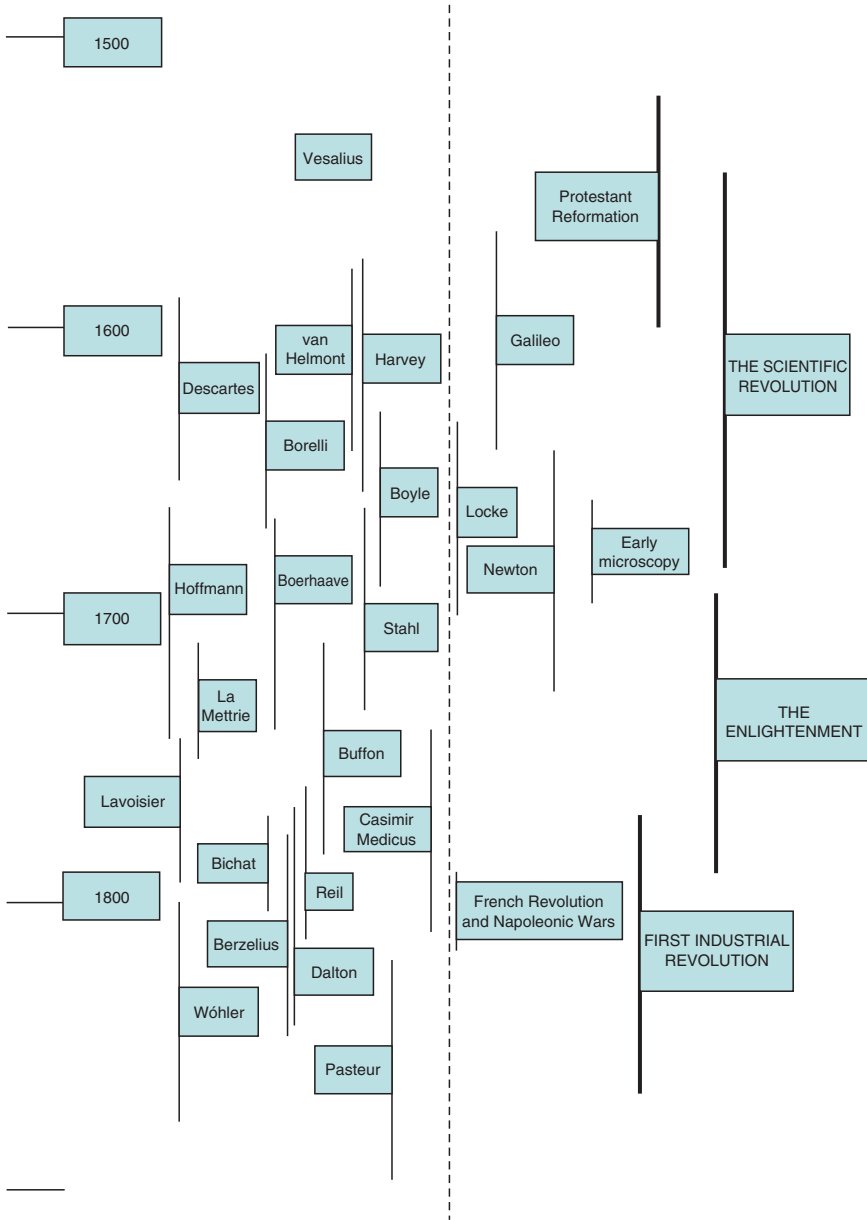 1500
Vesalius
Protestant
Reformation
1600
van
Helmont
Harvey
Galileo
THE SCIENTIFIC
REVOLUTION
Descartes
Borelli
Boyle
Locke
Early
microscopy
Newton
Hoffmann
Boerhaave
1700
Stahl
La
Mettrie
THE
ENLIGHTENMENT
Buffon
Lavoisier
Casimir
Medicus
Bichat
1800
Reil
French Revolution
and Napoleonic Wars
FIRST INDUSTRIAL
REVOLUTION
Berzelius
Dalton
Wóhler
Pasteur